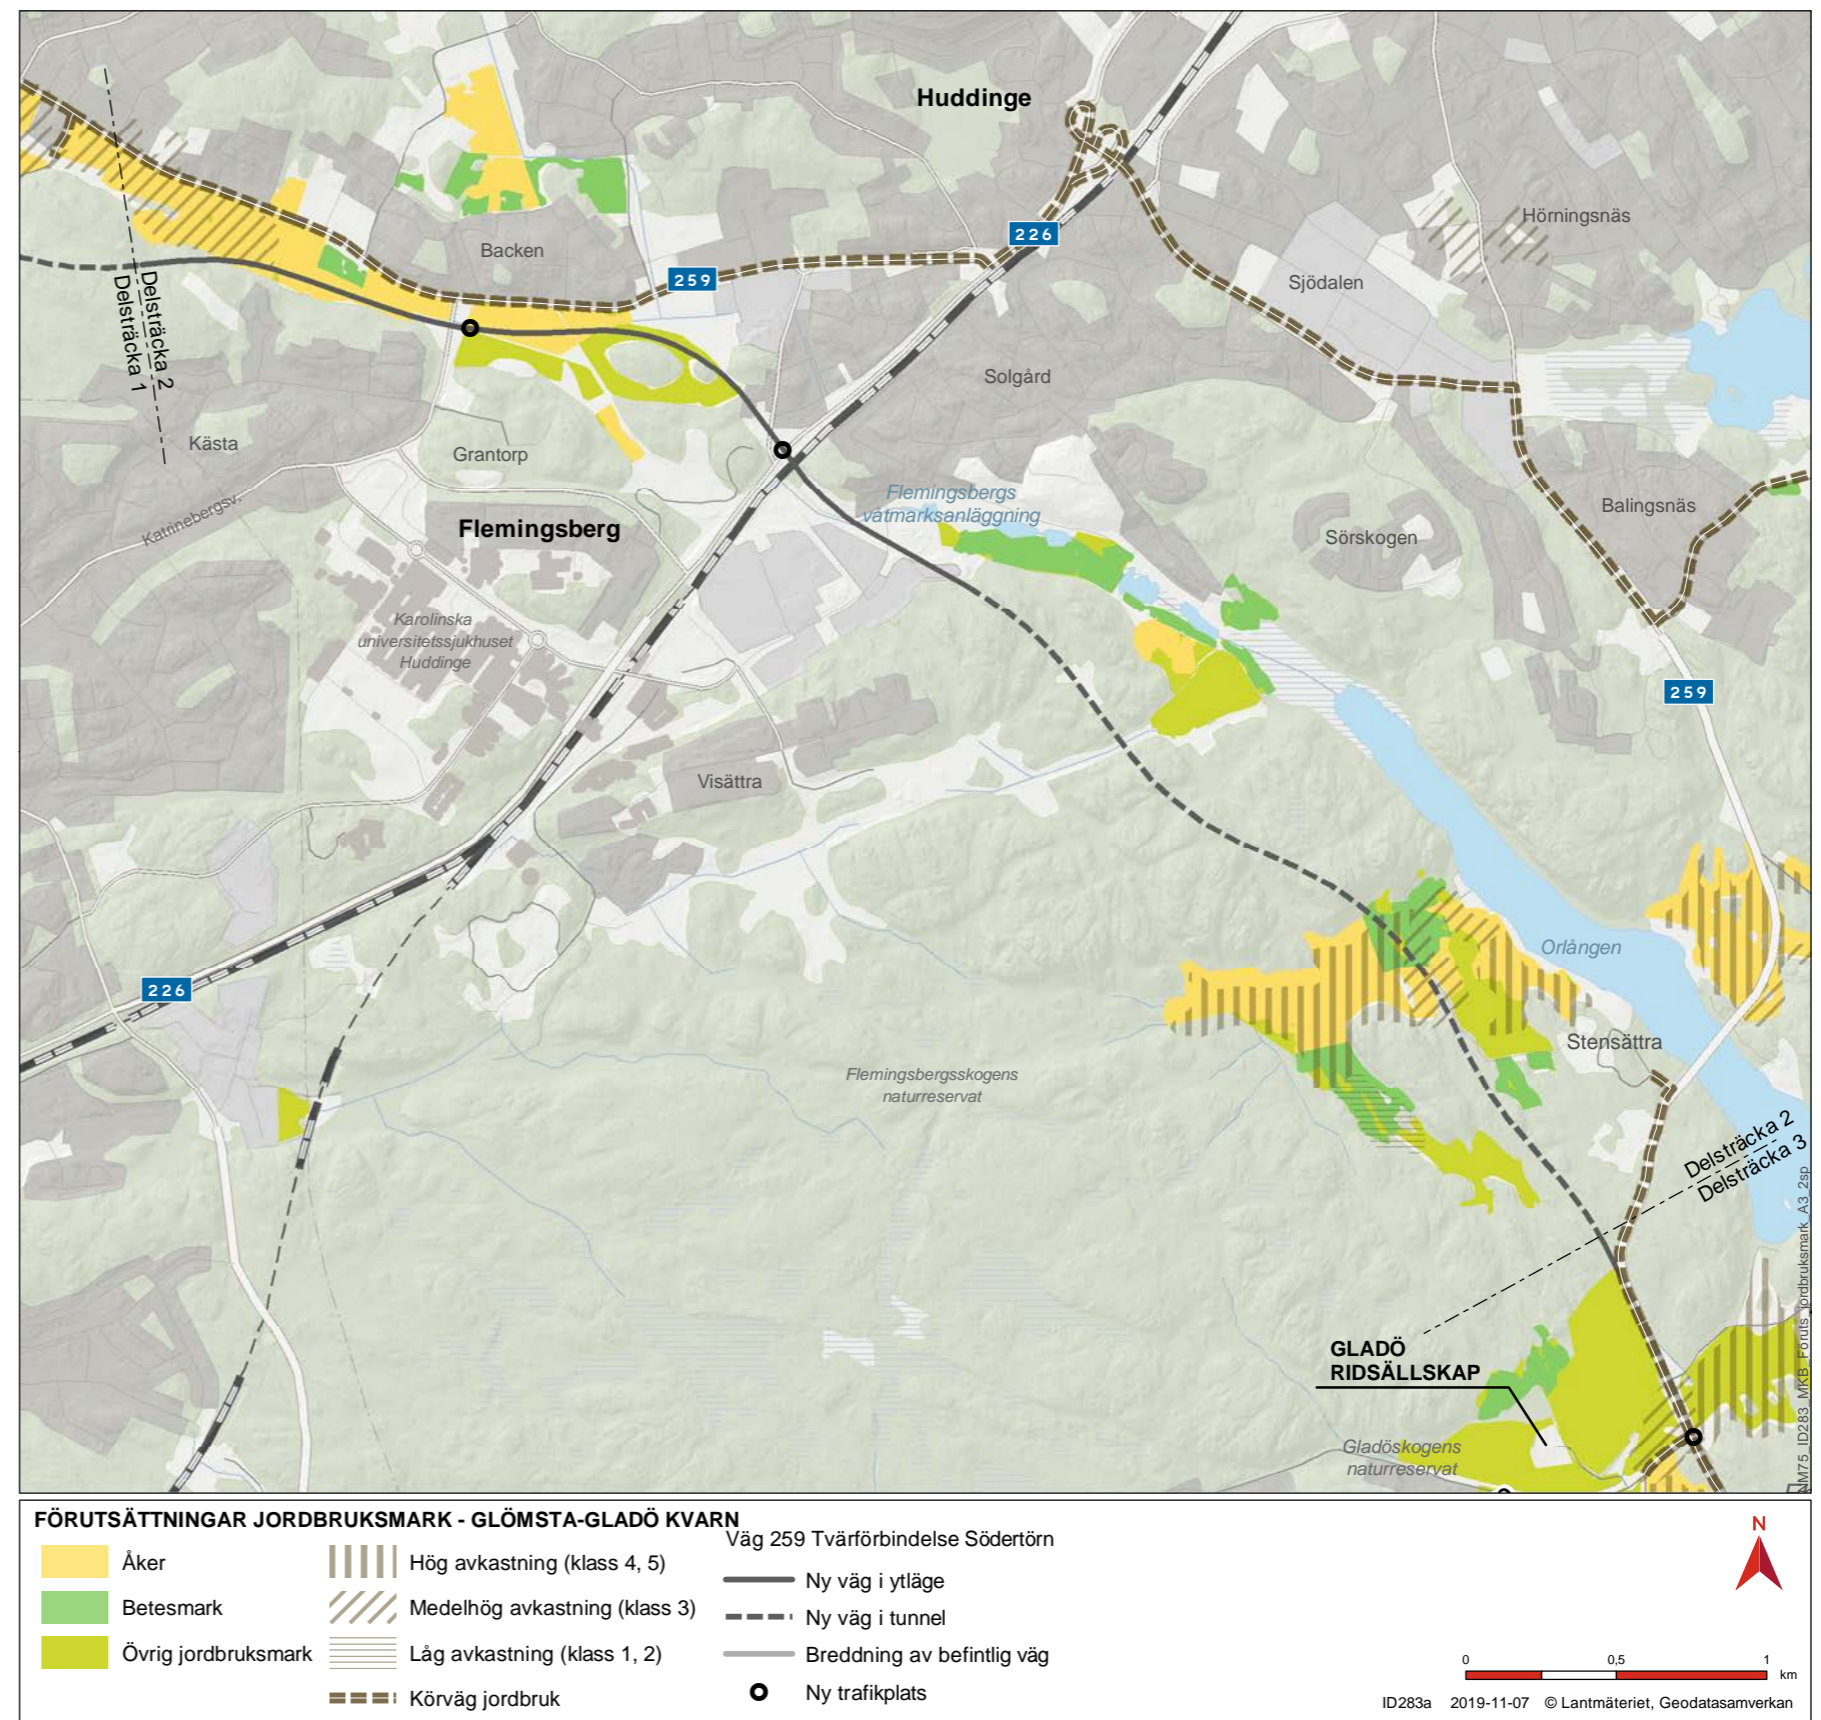 Huddinge
Hörningsnäs
226
Backen
259
Sjödalen
Delsträcka 2
Delsträcka 1
Solgård
Kästa
Grantorp
Flemingsbergs
våtmarksanläggning
Balingsnäs
Katrinebergsv.
Flemingsberg
Sörskogen
Karolinska
universitetssjukhuset
Huddinge
259
Visättra
Orlången
226
Stensättra
Flemingsbergsskogens
naturreservat
Delsträcka 2
Delsträcka 3
GLADÖ
RIDSÄLLSKAP
Gladöskogens
naturreservat
NM75_ID283_MKB_Föruts_jordbruksmark_A3_2sp
FÖRUTSÄTTNINGAR JORDBRUKSMARK - GLÖMSTA-GLADÖ KVARN
Åker
Betesmark
Övrig jordbruksmark
Hög avkastning (klass 4, 5)
Medelhög avkastning (klass 3)
Låg avkastning (klass 1, 2)
Körväg jordbruk
Väg 259 Tvärförbindelse Södertörn
Ny väg i ytläge
Ny väg i tunnel
Breddning av befintlig väg
Ny trafikplats
N
0 0,5 1
km
ID283a 2019-11-07 © Lantmäteriet, Geodatasamverkan